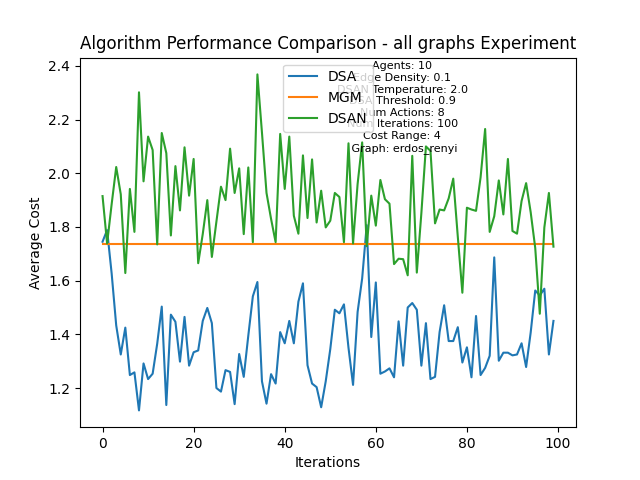 Algorithm Performance Comparison - all graphs Experiment
Agents: 10
Edge Density: 0.1
DSAN Temperature: 2.0
DSA Threshold: 0.9
Num Actions: 8
Num Iterations: 100
Cost Range: 4
Graph: erdos_renyi
DSA
MGM
DSAN
2.4
2.2
2.0
1.8
1.6
1.4
1.2
Average Cost
0
20
40
60
80
100
Iterations